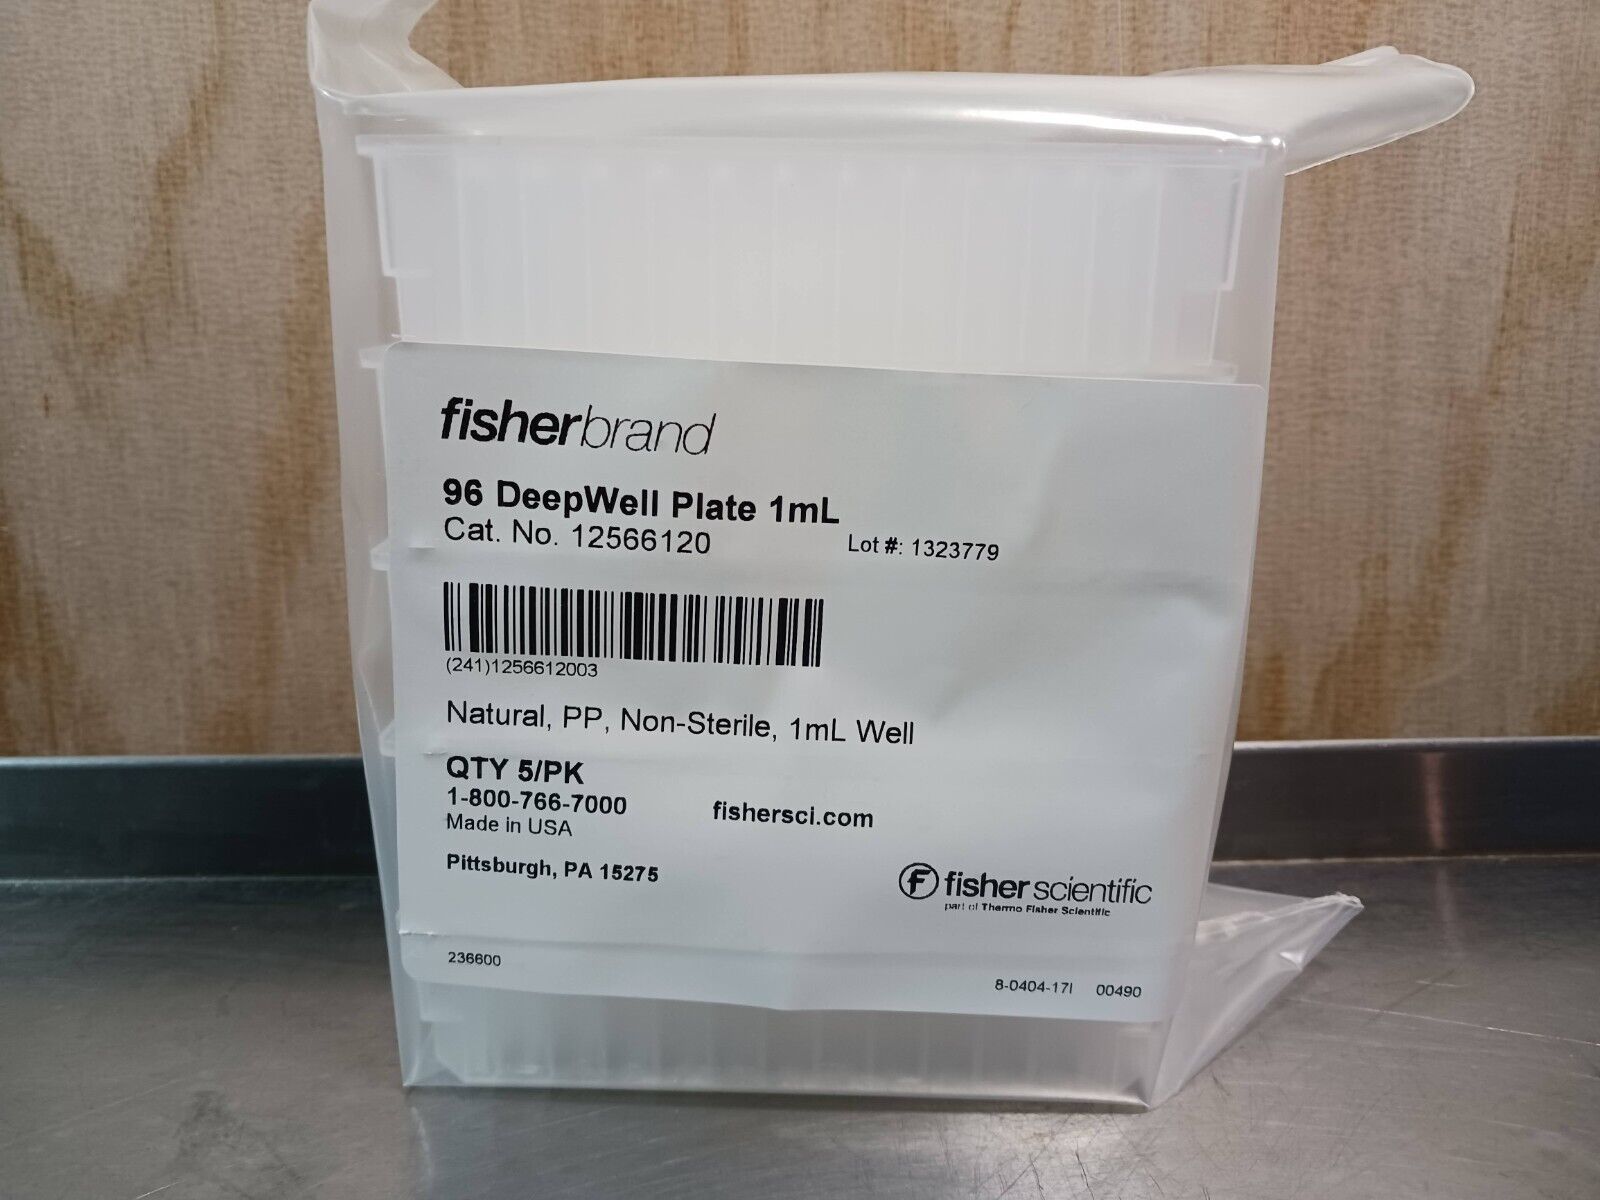 fisherbrand
96 DeepWell Plate 1mL
Cat. No. 12566120
Lot #: 1323779
(241)1256612003
Natural, PP, Non-Sterile, 1mL Well
QTY 5/PK
1-800-766-7000
fishersci.com
Made in USA
Pittsburgh, PA 15275
F fisher scientific
part of Thermo Fisher Scientific
236600
8-0404-17I 00490